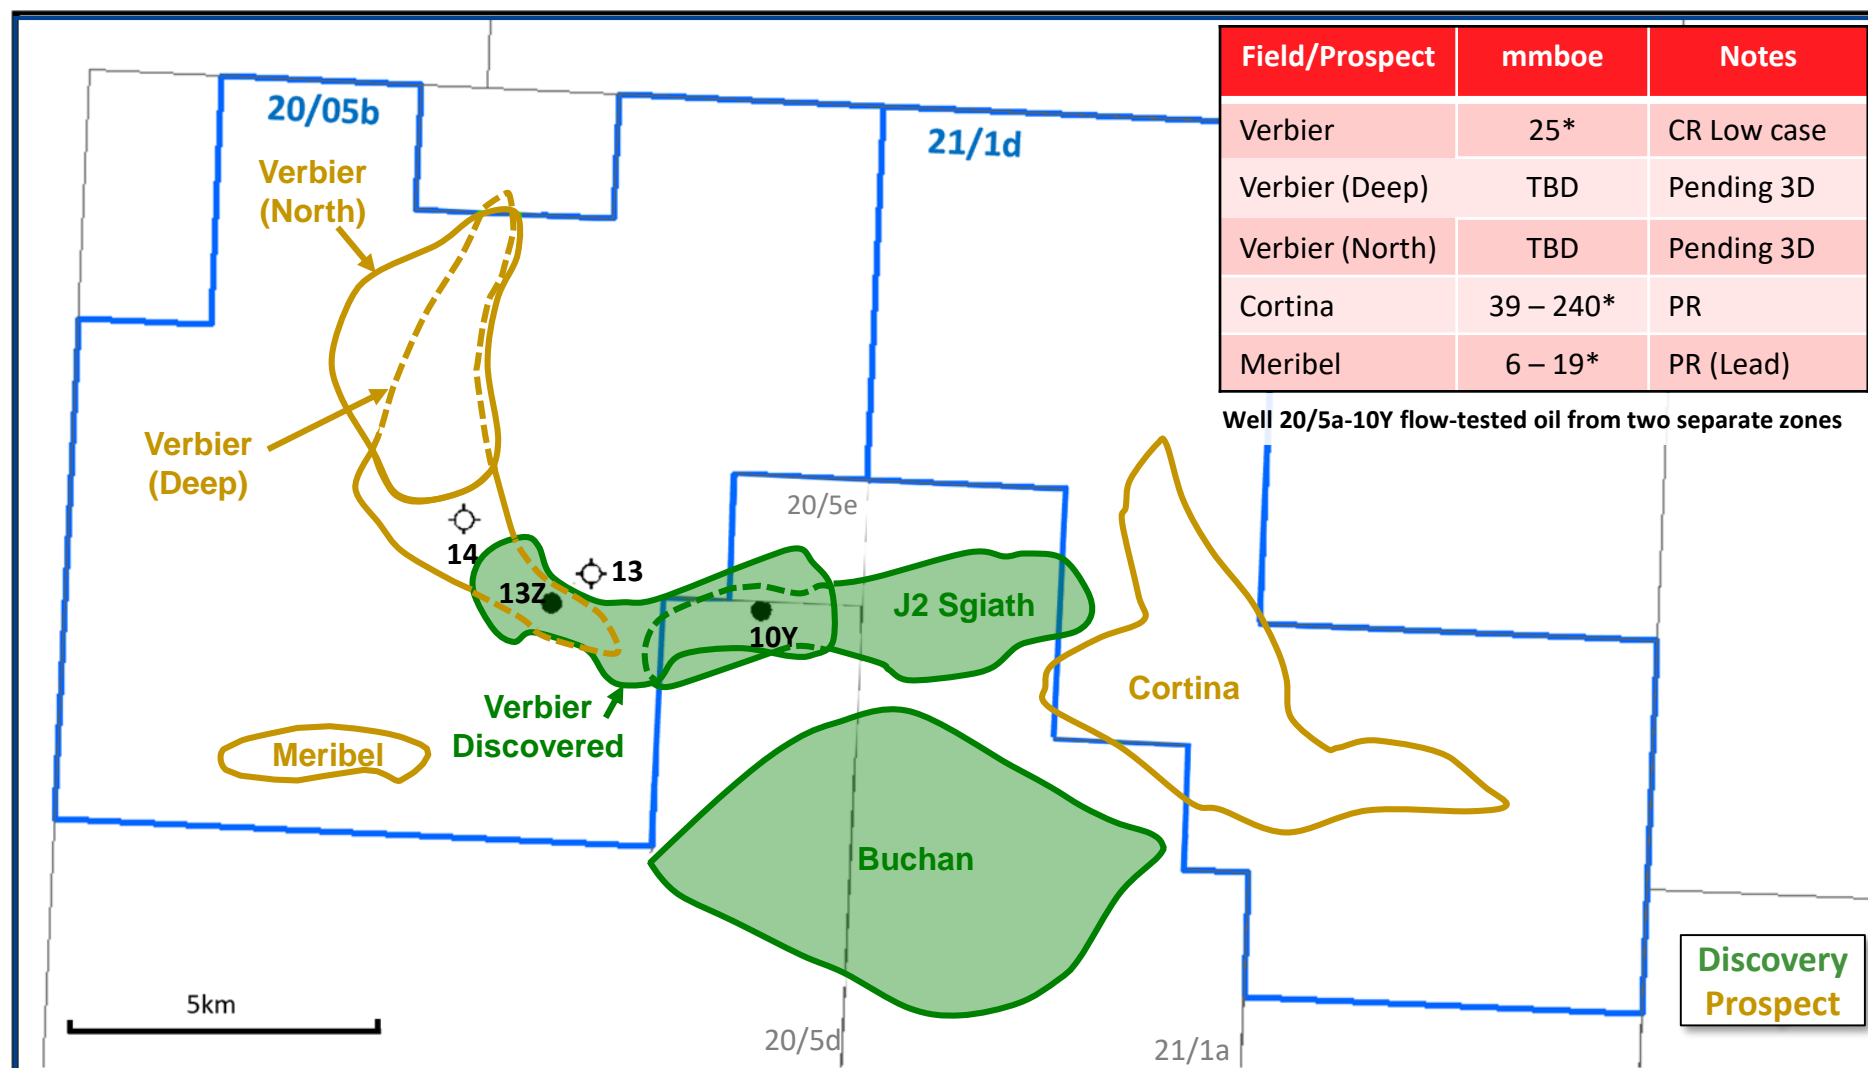 Field/Prospect mmboe Notes
Verbier 25* CR Low case
Verbier (Deep) TBD Pending 3D
Verbier (North) TBD Pending 3D
Cortina 39 – 240* PR
Meribel 6 – 19* PR (Lead)
Well 20/5a-10Y flow-tested oil from two separate zones
20/05b
21/1d
Verbier
(North)
Verbier
(Deep)
20/5e
14
13
13Z
10Y
J2 Sgiath
Verbier
Discovered
Cortina
Meribel
Buchan
5km
20/5d
21/1a
Discovery
Prospect